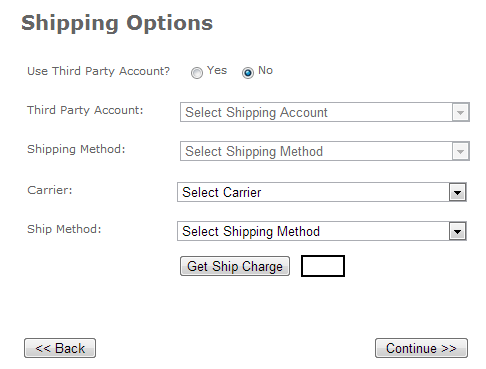 Shipping Options
Use Third Party Account? Yes No
Third Party Account: Select Shipping Account
Shipping Method: Select Shipping Method
Carrier: Select Carrier
Ship Method: Select Shipping Method
Get Ship Charge
<< Back Continue >>